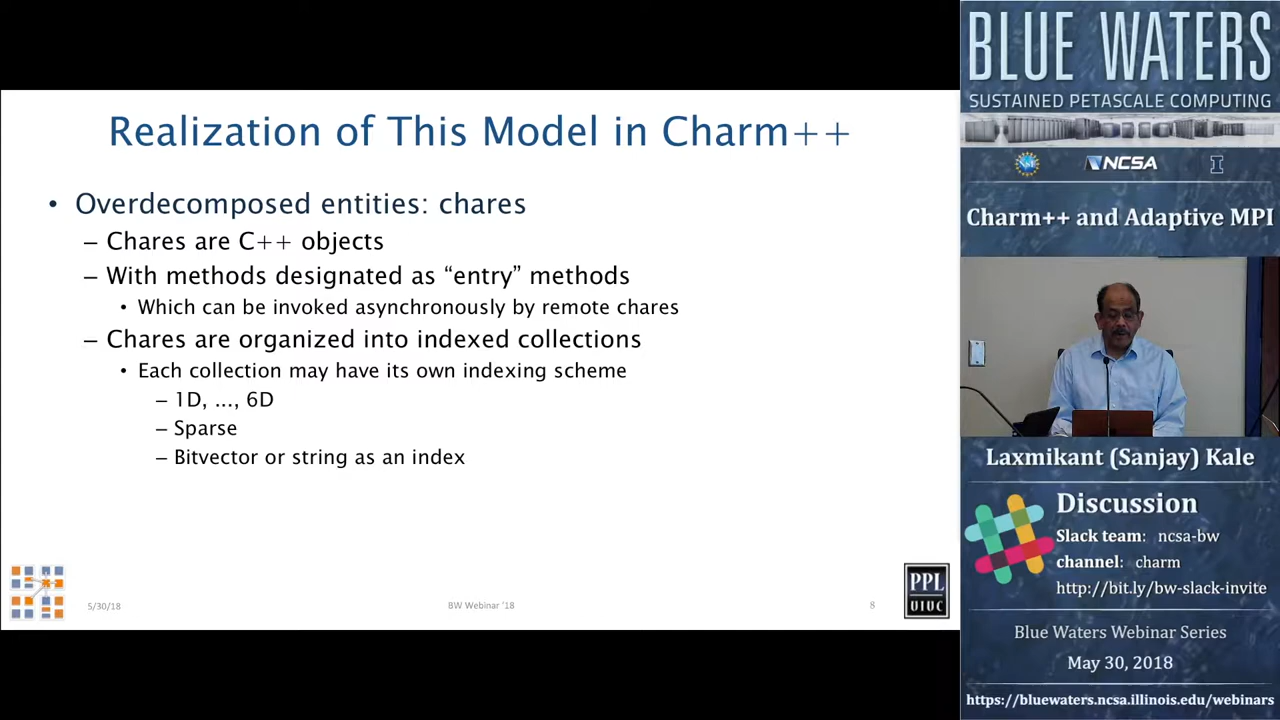 Realization of This Model in Charm++
• Overdecomposed entities: chares
– Chares are C++ objects
– With methods designated as “entry” methods
• Which can be invoked asynchronously by remote chares
– Chares are organized into indexed collections
• Each collection may have its own indexing scheme
– 1D, ..., 6D
– Sparse
– Bitvector or string as an index
5/30/18
BW Webinar ‘18
8
PPL
UIUC
BLUE WATERS
SUSTAINED PETASCALE COMPUTING
NCSA
I
Charm++ and Adaptive MPI
Laxmikant (Sanjay) Kale
Discussion
Slack team: ncsa-bw
channel: charm
http://bit.ly/bw-slack-invite
Blue Waters Webinar Series
May 30, 2018
https://bluewaters.ncsa.illinois.edu/webinars